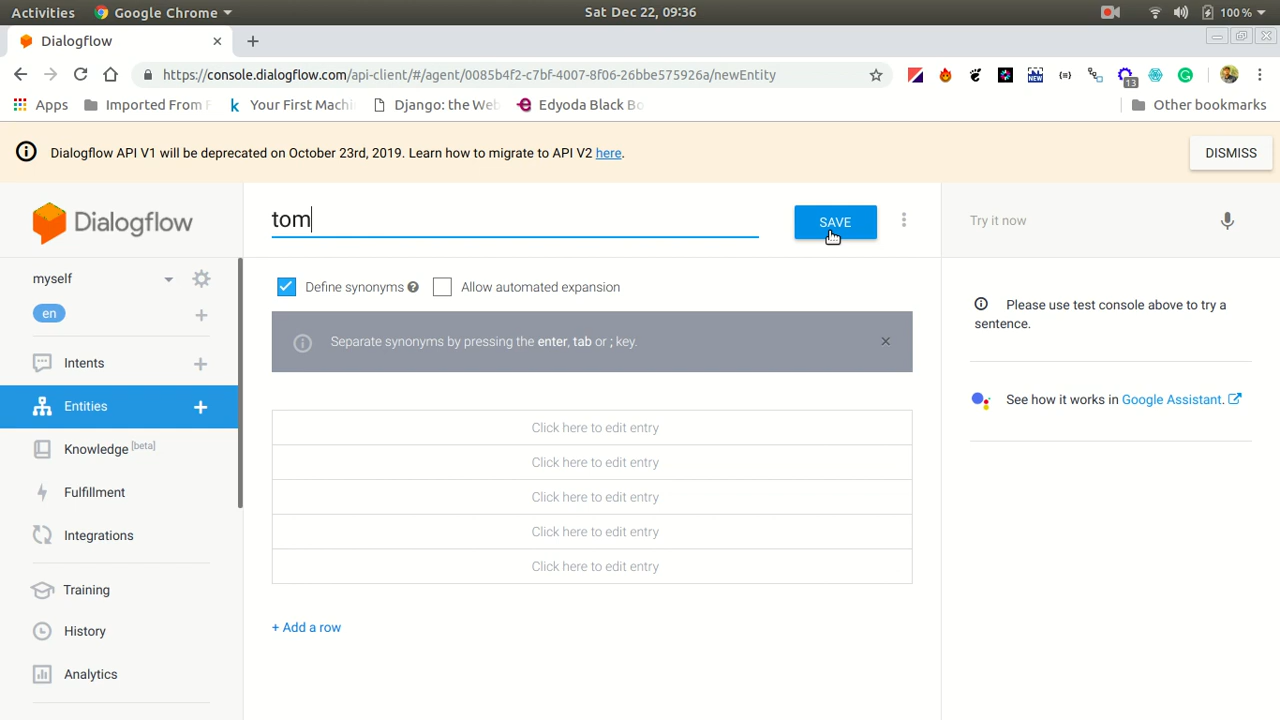 Activities Google Chrome Sat Dec 22, 09:36 100 %
Dialogflow
https://console.dialogflow.com/api-client/#/agent/0085b4f2-c7bf-4007-8f06-26bbe575926a/newEntity
Apps Imported From F Your First Machi Django: the Web Edyoda Black Bo Other bookmarks
Dialogflow API V1 will be deprecated on October 23rd, 2019. Learn how to migrate to API V2 here. DISMISS
Dialogflow
tom SAVE
Try it now
myself
en
Define synonyms Allow automated expansion
Please use test console above to try a
sentence.
Separate synonyms by pressing the enter, tab or ; key.
Intents
Entities
See how it works in Google Assistant.
Click here to edit entry
Knowledge [beta]
Click here to edit entry
Fulfillment
Click here to edit entry
Integrations
Click here to edit entry
Click here to edit entry
Training
+ Add a row
History
Analytics